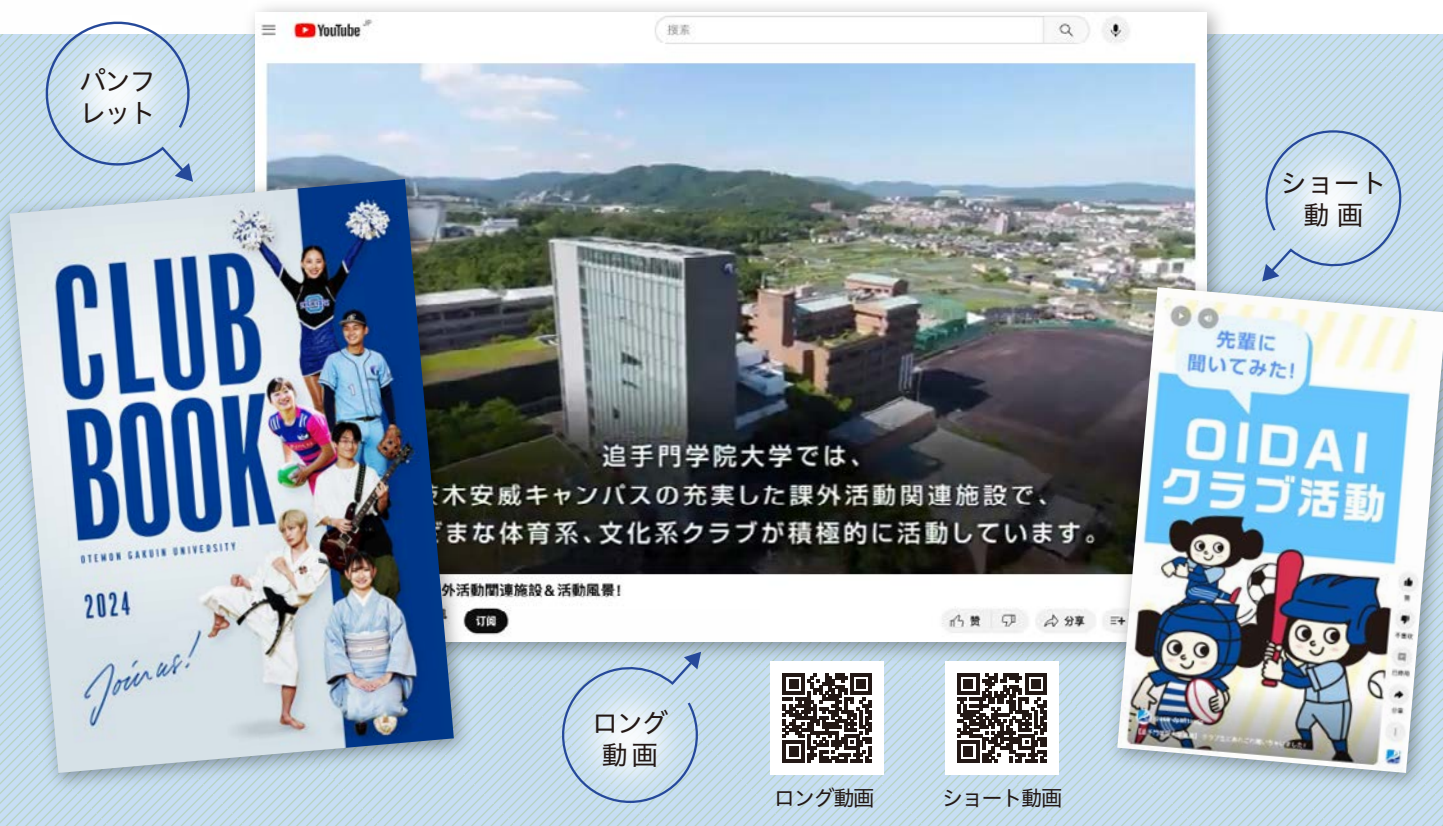 パンフ
レット
YouTube JP
検索
ショート
動画
CLUB
BOOK
OTEMON GAKUIN UNIVERSITY
2024
Join us!
追手門学院大学では、
木安威キャンパスの充実した課外活動関連施設で、
まな体育系、文化系クラブが積極的に活動しています。
外活動関連施設&活動風景!
订阅
赞
分享
先輩に
聞いてみた!
OIDAI
クラブ活動
ロング
動画
ロング動画
ショート動画